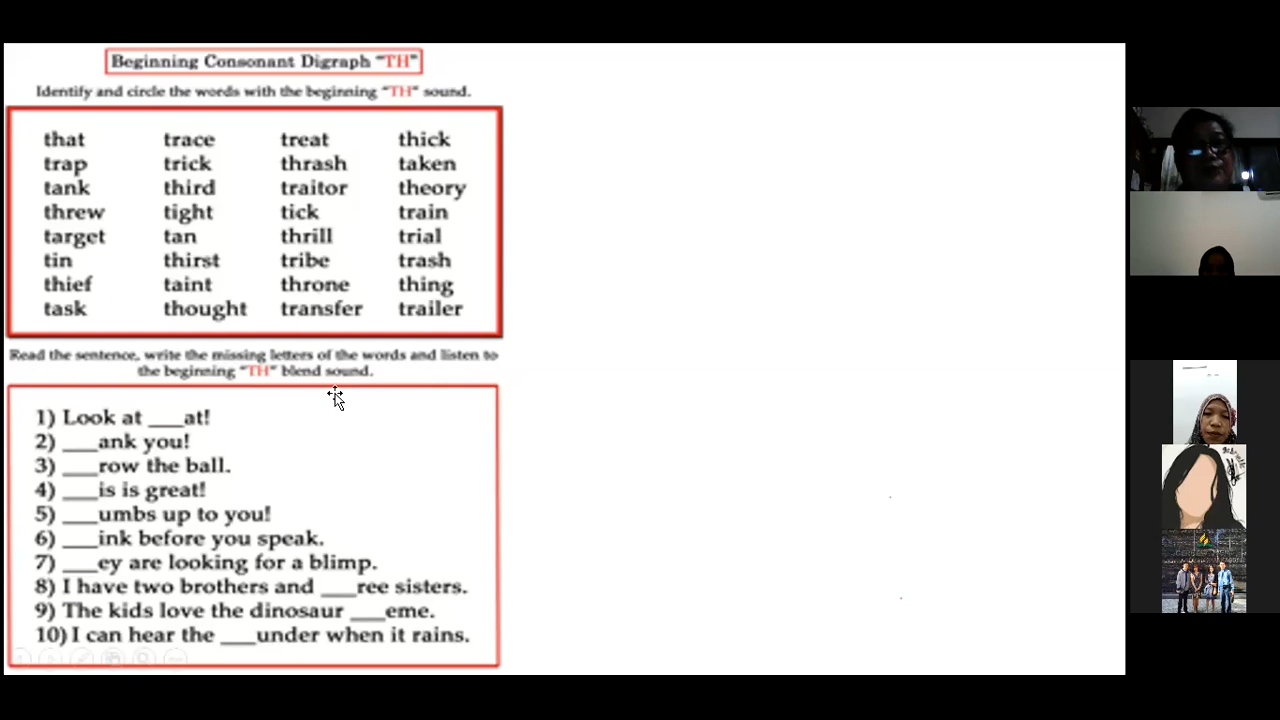 Beginning Consonant Digraph "TH"
Identify and circle the words with the beginning "TH" sound.
that trace treat thick
trap trick thrash taken
tank third traitor theory
threw tight tick train
target tan thrill trial
tin thirst tribe trash
thief taint throne thing
task thought transfer trailer
Read the sentence, write the missing letters of the words and listen to
the beginning "TH" blend sound.
1) Look at ___at!
2) ___ank you!
3) ___row the ball.
4) ___is is great!
5) ___umbs up to you!
6) ___ink before you speak.
7) ___ey are looking for a blimp.
8) I have two brothers and ___ree sisters.
9) The kids love the dinosaur ___eme.
10) I can hear the ___under when it rains.